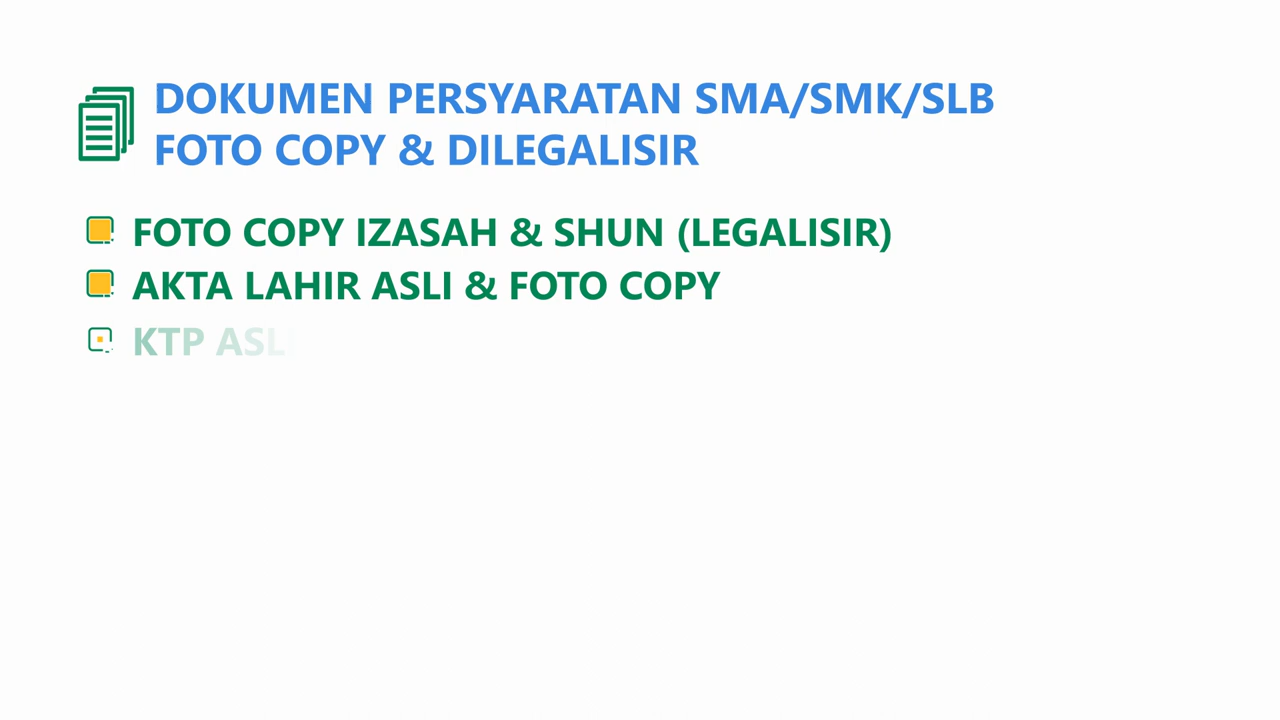 DOKUMEN PERSYARATAN SMA/SMK/SLB
FOTO COPY & DILEGALISIR
FOTO COPY IZASAH & SHUN (LEGALISIR)
AKTA LAHIR ASLI & FOTO COPY
KTP ASLI